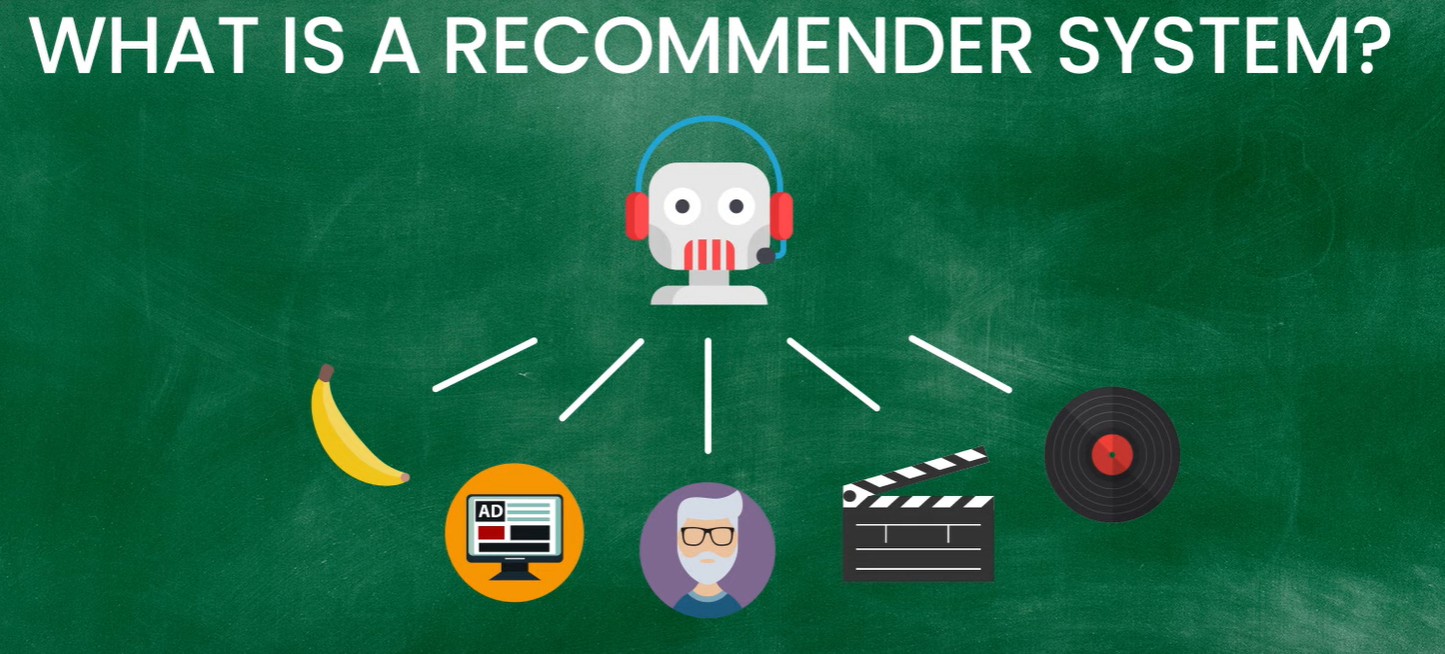 WHAT IS A RECOMMENDER SYSTEM?
AD